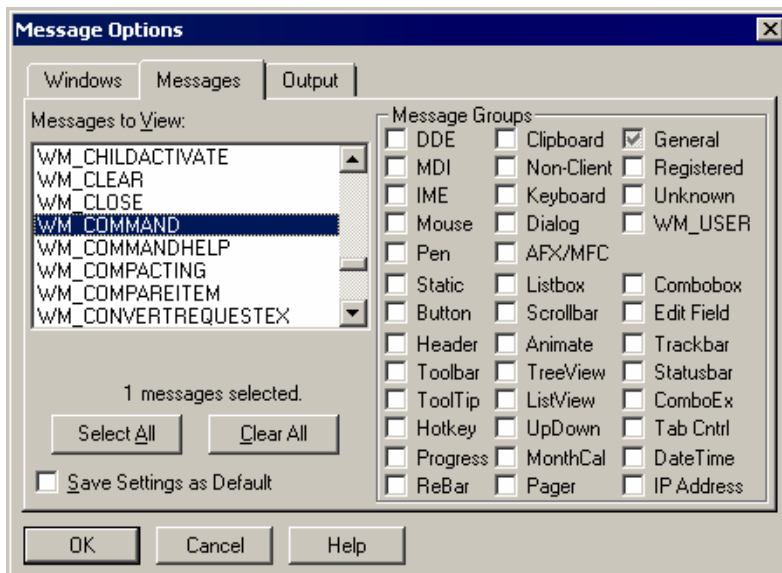 Message Options
Windows Messages Output
Messages to View:
WM_CHILDACTIVATE
WM_CLEAR
WM_CLOSE
WM_COMMAND
WM_COMMANDHELP
WM_COMPACTING
WM_COMPAREITEM
WM_CONVERTREQUESTEX
1 messages selected.
Select All Clear All
Save Settings as Default
Message Groups
DDE Clipboard General
MDI Non-Client Registered
IME Keyboard Unknown
Mouse Dialog WM_USER
Pen AFX/MFC
Static Listbox Combobox
Button Scrollbar Edit Field
Header Animate Trackbar
Toolbar TreeView Statusbar
ToolTip ListView ComboEx
Hotkey UpDown Tab Cntrl
Progress MonthCal DateTime
ReBar Pager IP Address
OK Cancel Help